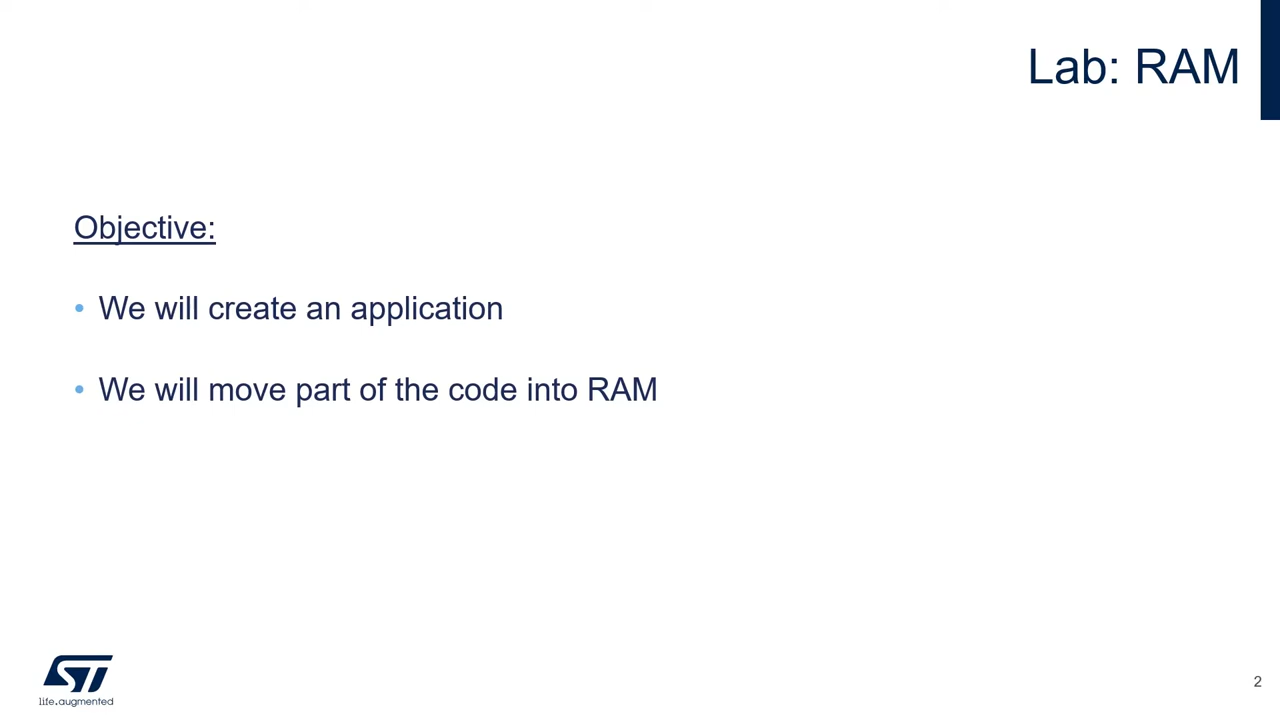 Lab: RAM
Objective:
• We will create an application
• We will move part of the code into RAM
ST
life.augmented
2